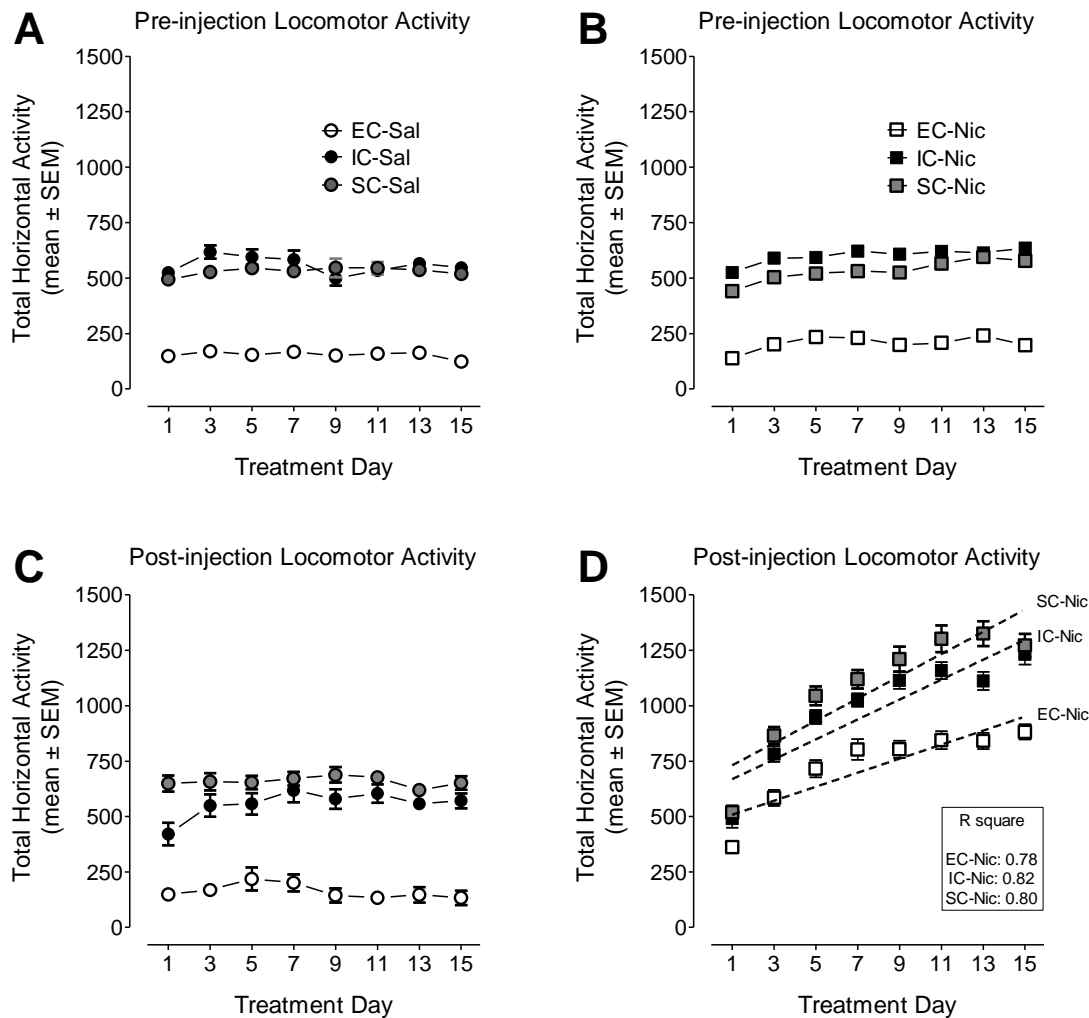 A
Pre-injection Locomotor Activity
Total Horizontal Activity
(mean ± SEM)
1500
1250
1000
750
500
250
0
EC-Sal
IC-Sal
SC-Sal
1 3 5 7 9 11 13 15
Treatment Day
B
Pre-injection Locomotor Activity
Total Horizontal Activity
(mean ± SEM)
1500
1250
1000
750
500
250
0
EC-Nic
IC-Nic
SC-Nic
1 3 5 7 9 11 13 15
Treatment Day
C
Post-injection Locomotor Activity
Total Horizontal Activity
(mean ± SEM)
1500
1250
1000
750
500
250
0
1 3 5 7 9 11 13 15
Treatment Day
D
Post-injection Locomotor Activity
Total Horizontal Activity
(mean ± SEM)
1500
1250
1000
750
500
250
0
SC-Nic
IC-Nic
EC-Nic
R square
EC-Nic: 0.78
IC-Nic: 0.82
SC-Nic: 0.80
1 3 5 7 9 11 13 15
Treatment Day